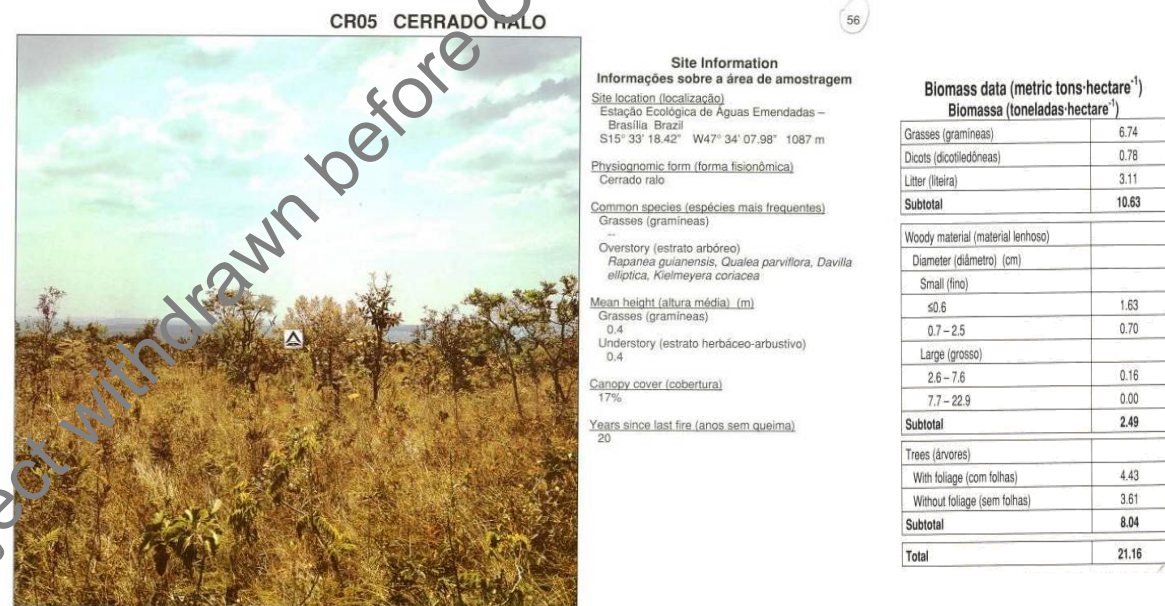 CR05 CERRADO RALO
56
Site Information
Informações sobre a área de amostragem
Site location (localização)
Estação Ecológica de Águas Emendadas –
Brasília Brazil
S15° 33' 18.42" W47° 34' 07.98" 1087 m
Physiognomic form (forma fisionômica)
Cerrado ralo
Common species (espécies mais frequentes)
Grasses (gramíneas)
--
Overstory (estrato arbóreo)
Rapanea guianensis, Qualea parviflora, Davilla
elliptica, Kielmeyera coriacea
Mean height (altura média) (m)
Grasses (gramíneas)
0.4
Understory (estrato herbáceo-arbustivo)
0.4
Canopy cover (cobertura)
17%
Years since last fire (anos sem queima)
20
Biomass data (metric tons·hectare⁻¹)
Biomassa (toneladas·hectare⁻¹)
Grasses (gramíneas) 6.74
Dicots (dicotiledôneas) 0.78
Litter (liteira) 3.11
Subtotal 10.63
Woody material (material lenhoso)
Diameter (diâmetro) (cm)
Small (fino)
≤0.6 1.63
0.7 – 2.5 0.70
Large (grosso)
2.6 – 7.6 0.16
7.7 – 22.9 0.00
Subtotal 2.49
Trees (árvores)
With foliage (com folhas) 4.43
Without foliage (sem folhas) 3.61
Subtotal 8.04
Total 21.16
withdrawn before